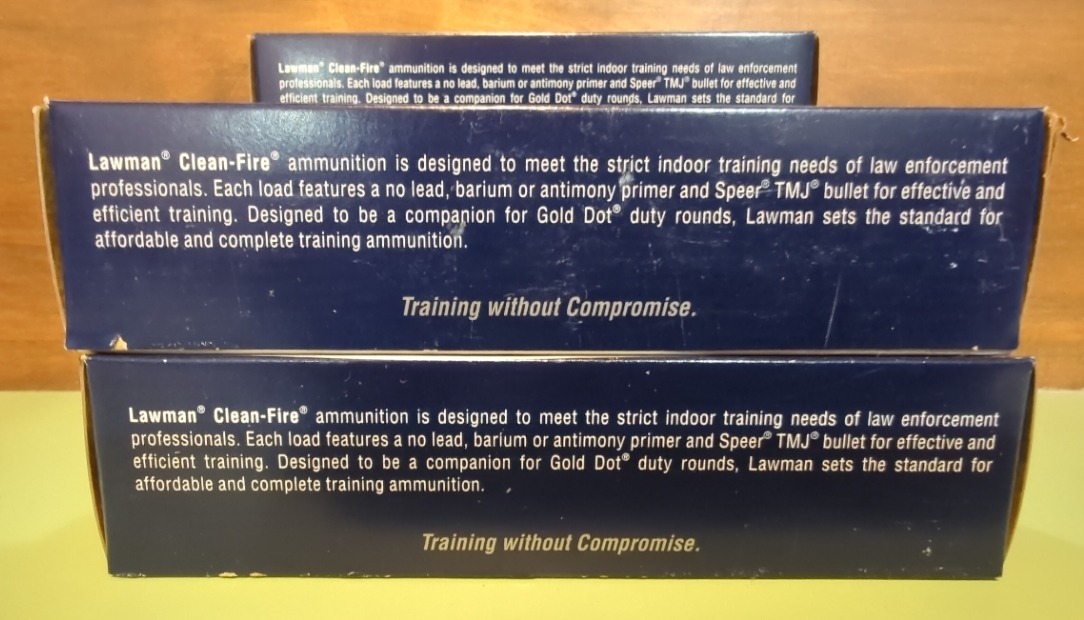 Lawman® Clean-Fire® ammunition is designed to meet the strict indoor training needs of law enforcement
professionals. Each load features a no lead, barium or antimony primer and Speer® TMJ® bullet for effective and
efficient training. Designed to be a companion for Gold Dot® duty rounds, Lawman sets the standard for
Lawman® Clean-Fire® ammunition is designed to meet the strict indoor training needs of law enforcement
professionals. Each load features a no lead, barium or antimony primer and Speer® TMJ® bullet for effective and
efficient training. Designed to be a companion for Gold Dot® duty rounds, Lawman sets the standard for
affordable and complete training ammunition.
Training without Compromise.
Lawman® Clean-Fire® ammunition is designed to meet the strict indoor training needs of law enforcement
professionals. Each load features a no lead, barium or antimony primer and Speer® TMJ® bullet for effective and
efficient training. Designed to be a companion for Gold Dot® duty rounds, Lawman sets the standard for
affordable and complete training ammunition.
Training without Compromise.